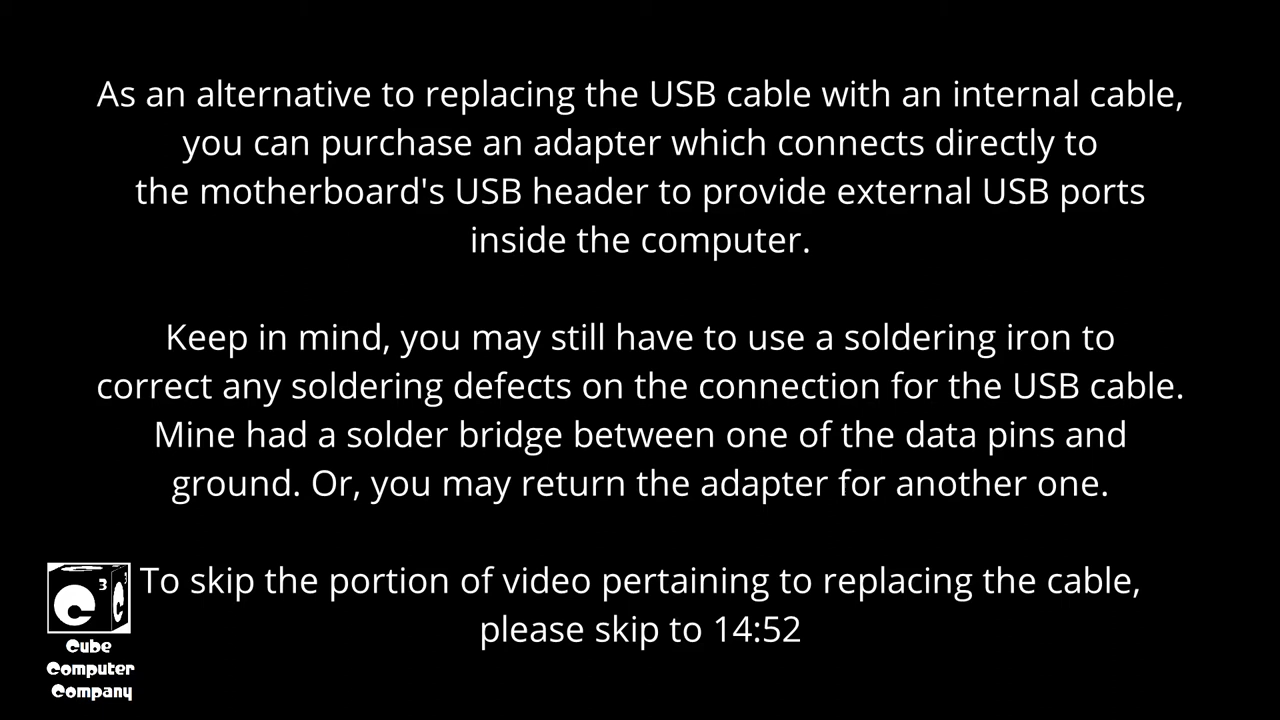 As an alternative to replacing the USB cable with an internal cable,
you can purchase an adapter which connects directly to
the motherboard's USB header to provide external USB ports
inside the computer.
Keep in mind, you may still have to use a soldering iron to
correct any soldering defects on the connection for the USB cable.
Mine had a solder bridge between one of the data pins and
ground. Or, you may return the adapter for another one.
To skip the portion of video pertaining to replacing the cable,
please skip to 14:52
C 3 C 3
Cube
Computer
Company